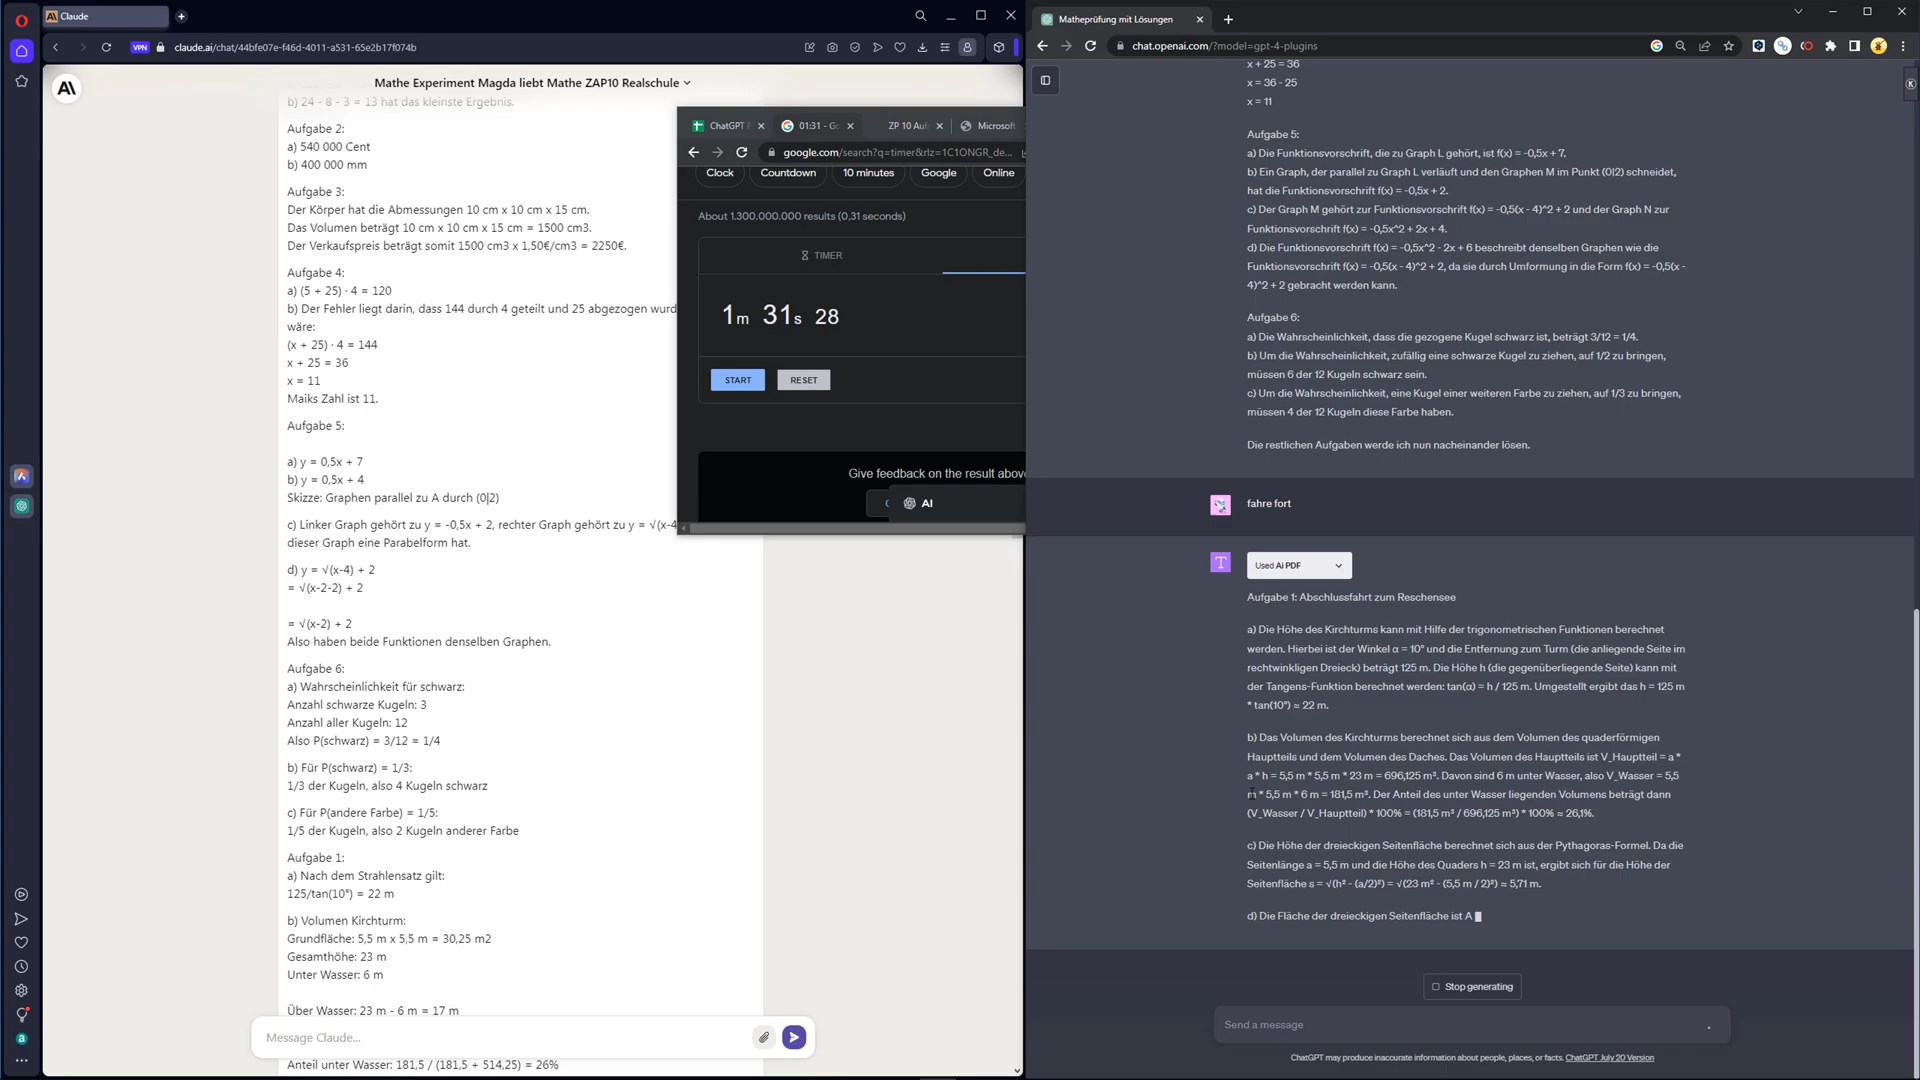 Claude
VPN
claude.ai/chat/44bfe07e-f46d-4011-a531-65e2b17f074b
Mathe Experiment Magda liebt Mathe ZAP10 Realschule
b) 24 - 8 - 3 = 13 hat das kleinste Ergebnis.
Aufgabe 2:
a) 540 000 Cent
b) 400 000 mm
Aufgabe 3:
Der Körper hat die Abmessungen 10 cm x 10 cm x 15 cm.
Das Volumen beträgt 10 cm x 10 cm x 15 cm = 1500 cm3.
Der Verkaufspreis beträgt somit 1500 cm3 x 1,50€/cm3 = 2250€.
Aufgabe 4:
a) (5 + 25) · 4 = 120
b) Der Fehler liegt darin, dass 144 durch 4 geteilt und 25 abgezogen wurd
wäre:
(x + 25) · 4 = 144
x + 25 = 36
x = 11
Maiks Zahl ist 11.
Aufgabe 5:
a) y = 0,5x + 7
b) y = 0,5x + 4
Skizze: Graphen parallel zu A durch (0|2)
c) Linker Graph gehört zu y = -0,5x + 2, rechter Graph gehört zu y = √(x-4
dieser Graph eine Parabelform hat.
d) y = √(x-4) + 2
= √(x-2-2) + 2
= √(x-2) + 2
Also haben beide Funktionen denselben Graphen.
Aufgabe 6:
a) Wahrscheinlichkeit für schwarz:
Anzahl schwarze Kugeln: 3
Anzahl aller Kugeln: 12
Also P(schwarz) = 3/12 = 1/4
b) Für P(schwarz) = 1/3:
1/3 der Kugeln, also 4 Kugeln schwarz
c) Für P(andere Farbe) = 1/5:
1/5 der Kugeln, also 2 Kugeln anderer Farbe
Aufgabe 1:
a) Nach dem Strahlensatz gilt:
125/tan(10°) = 22 m
b) Volumen Kirchturm:
Grundfläche: 5,5 m x 5,5 m = 30,25 m2
Gesamthöhe: 23 m
Unter Wasser: 6 m
Über Wasser: 23 m - 6 m = 17 m
Message Claude...
Anteil unter Wasser: 181,5 / (181,5 + 514,25) = 26%
ChatGPT
01:31 - Go
ZP 10 Auf
Microsoft
google.com/search?q=timer&rlz=1C1ONGR_de...
Clock
Countdown
10 minutes
Google
Online
About 1.300.000.000 results (0,31 seconds)
TIMER
1m 31s 28
START
RESET
Give feedback on the result above
AI
Matheprüfung mit Lösungen
chat.openai.com/?model=gpt-4-plugins
x + 25 = 36
x = 36 - 25
x = 11
Aufgabe 5:
a) Die Funktionsvorschrift, die zu Graph L gehört, ist f(x) = -0,5x + 7.
b) Ein Graph, der parallel zu Graph L verläuft und den Graphen M im Punkt (0|2) schneidet,
hat die Funktionsvorschrift f(x) = -0,5x + 2.
c) Der Graph M gehört zur Funktionsvorschrift f(x) = -0,5(x - 4)^2 + 2 und der Graph N zur
Funktionsvorschrift f(x) = -0,5x^2 + 2x + 4.
d) Die Funktionsvorschrift f(x) = -0,5x^2 - 2x + 6 beschreibt denselben Graphen wie die
Funktionsvorschrift f(x) = -0,5(x - 4)^2 + 2, da sie durch Umformung in die Form f(x) = -0,5(x -
4)^2 + 2 gebracht werden kann.
Aufgabe 6:
a) Die Wahrscheinlichkeit, dass die gezogene Kugel schwarz ist, beträgt 3/12 = 1/4.
b) Um die Wahrscheinlichkeit, zufällig eine schwarze Kugel zu ziehen, auf 1/2 zu bringen,
müssen 6 der 12 Kugeln schwarz sein.
c) Um die Wahrscheinlichkeit, eine Kugel einer weiteren Farbe zu ziehen, auf 1/3 zu bringen,
müssen 4 der 12 Kugeln diese Farbe haben.
Die restlichen Aufgaben werde ich nun nacheinander lösen.
fahre fort
T
Used Ai PDF
Aufgabe 1: Abschlussfahrt zum Reschensee
a) Die Höhe des Kirchturms kann mit Hilfe der trigonometrischen Funktionen berechnet
werden. Hierbei ist der Winkel α = 10° und die Entfernung zum Turm (die anliegende Seite im
rechtwinkligen Dreieck) beträgt 125 m. Die Höhe h (die gegenüberliegende Seite) kann mit
der Tangens-Funktion berechnet werden: tan(α) = h / 125 m. Umgestellt ergibt das h = 125 m
* tan(10°) ≈ 22 m.
b) Das Volumen des Kirchturms berechnet sich aus dem Volumen des quaderförmigen
Hauptteils und dem Volumen des Daches. Das Volumen des Hauptteils ist V_Hauptteil = a *
a * h = 5,5 m * 5,5 m * 23 m = 696,125 m³. Davon sind 6 m unter Wasser, also V_Wasser = 5,5
m * 5,5 m * 6 m = 181,5 m³. Der Anteil des unter Wasser liegenden Volumens beträgt dann
(V_Wasser / V_Hauptteil) * 100% = (181,5 m³ / 696,125 m³) * 100% ≈ 26,1%.
c) Die Höhe der dreieckigen Seitenfläche berechnet sich aus der Pythagoras-Formel. Da die
Seitenlänge a = 5,5 m und die Höhe des Quaders h = 23 m ist, ergibt sich für die Höhe der
Seitenfläche s = √(h² - (a/2)²) = √(23 m² - (5,5 m / 2)²) ≈ 5,71 m.
d) Die Fläche der dreieckigen Seitenfläche ist A
Stop generating
Send a message
ChatGPT may produce inaccurate information about people, places, or facts. ChatGPT July 20 Version